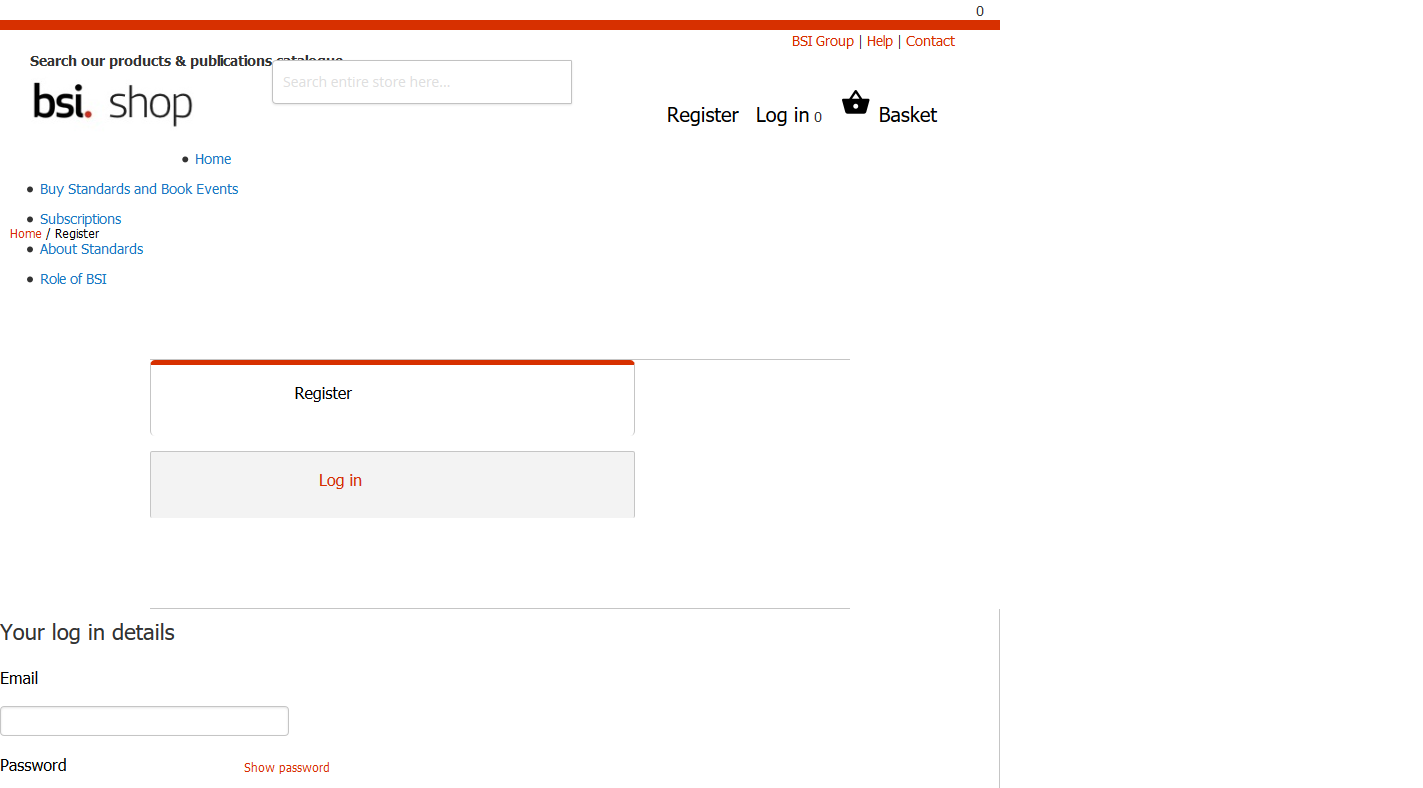 0
BSI Group | Help | Contact
Search our products & publications catalogue
Search entire store here...
bsi. shop
Register Log in 0 Basket
Home
Buy Standards and Book Events
Subscriptions
Home / Register
About Standards
Role of BSI
Register
Log in
Your log in details
Email
Password Show password